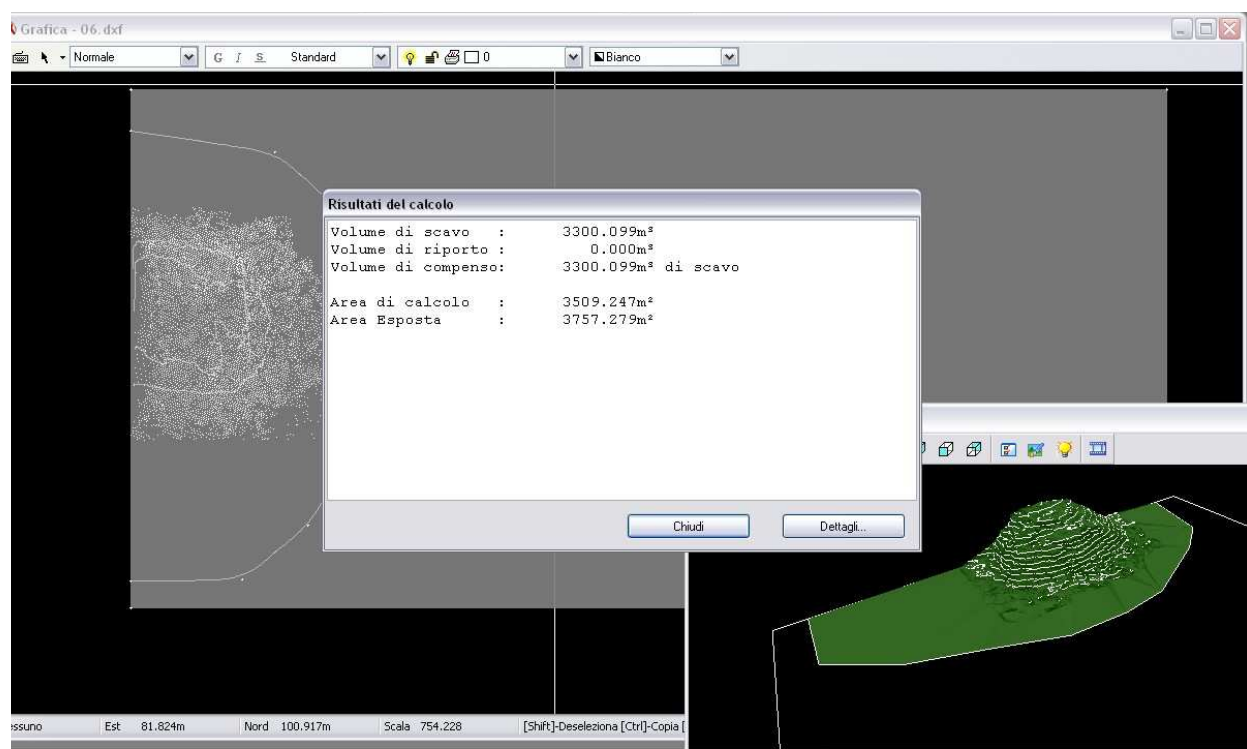 Grafica - 06.dxf
Normale G I S Standard 0 Bianco
Risultati del calcolo
Volume di scavo : 3300.099m³
Volume di riporto : 0.000m³
Volume di compenso: 3300.099m³ di scavo
Area di calcolo : 3509.247m²
Area Esposta : 3757.279m²
Chiudi Dettagli...
Est 81.824m Nord 100.917m Scala 754.228 [Shift]-Deseleziona [Ctrl]-Copia [